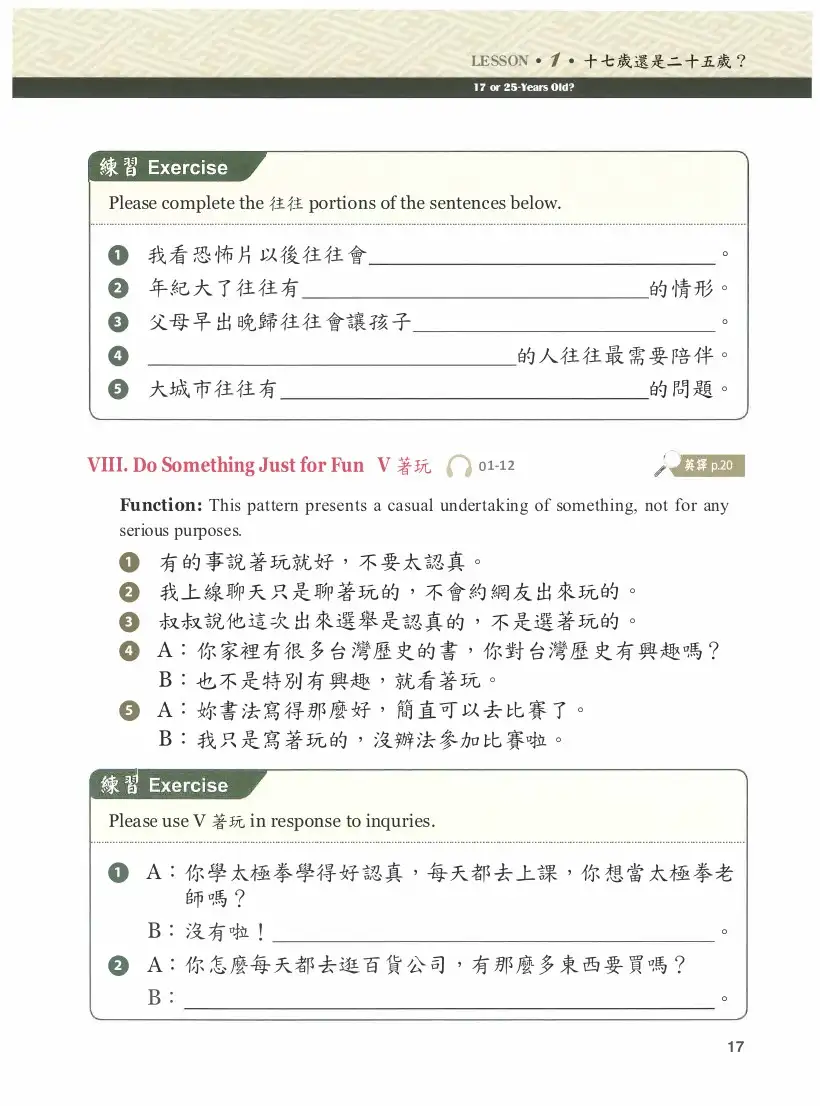 LESSON • 1 • 十七歲還是二十五歲？
17 or 25-Years Old?
練習 Exercise
Please complete the 往往 portions of the sentences below.
1 我看恐怖片以後往往會＿＿＿＿＿＿＿＿＿＿。
2 年紀大了往往有＿＿＿＿＿＿＿＿＿＿的情形。
3 父母早出晚歸往往會讓孩子＿＿＿＿＿＿＿＿＿＿。
4 ＿＿＿＿＿＿＿＿＿＿的人往往最需要陪伴。
5 大城市往往有＿＿＿＿＿＿＿＿＿＿的問題。
VIII. Do Something Just for Fun V 著玩 01-12 英譯 p.20
Function: This pattern presents a casual undertaking of something, not for any
serious purposes.
1 有的事說著玩就好，不要太認真。
2 我上線聊天只是聊著玩的，不會約網友出來玩的。
3 叔叔說他這次出來選舉是認真的，不是選著玩的。
4 A：你家裡有很多台灣歷史的書，你對台灣歷史有興趣嗎？
B：也不是特別有興趣，就看著玩。
5 A：妳書法寫得那麼好，簡直可以去比賽了。
B：我只是寫著玩的，沒辦法參加比賽啦。
練習 Exercise
Please use V 著玩 in response to inquries.
1 A：你學太極拳學得好認真，每天都去上課，你想當太極拳老
師嗎？
B：沒有啦！＿＿＿＿＿＿＿＿＿＿。
2 A：你怎麼每天都去逛百貨公司，有那麼多東西要買嗎？
B：＿＿＿＿＿＿＿＿＿＿。
17